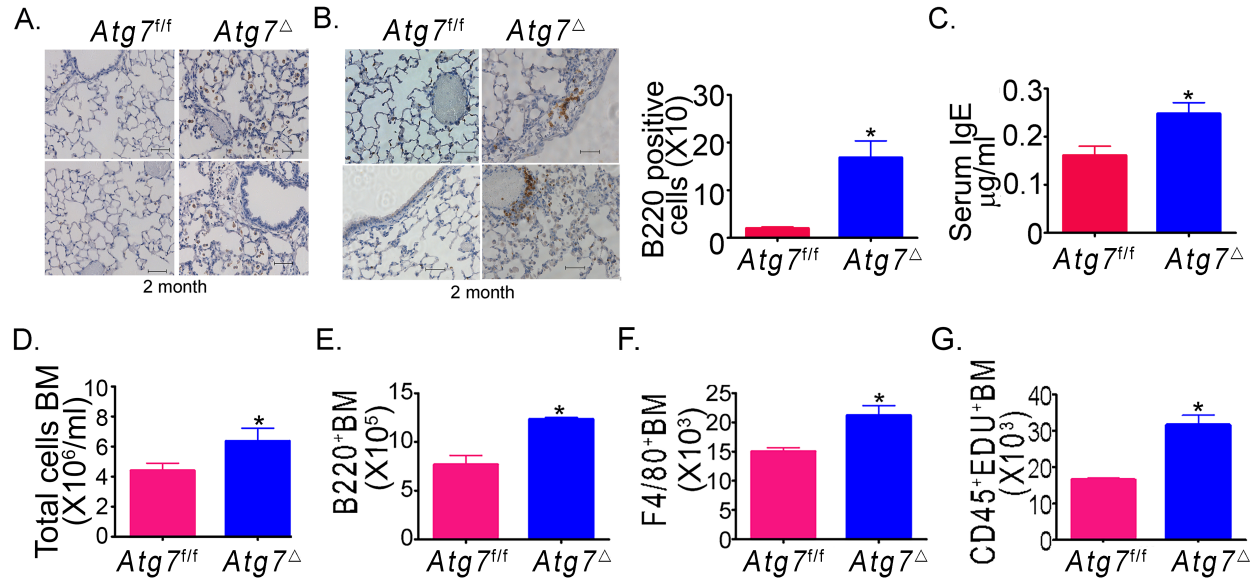 A.
Atg7f/f
Atg7△
2 month
B.
Atg7f/f
Atg7△
2 month
B220 positive
cells (X10)
30
20
10
0
*
Atg7f/f
Atg7△
C.
Serum IgE
µg/ml
0.3
0.2
0.1
0
*
Atg7f/f
Atg7△
D.
Total cells BM
(X10⁶/ml)
10
8
6
4
2
0
*
Atg7f/f
Atg7△
E.
B220⁺BM
(X10⁵)
15
10
5
0
*
Atg7f/f
Atg7△
F.
F4/80⁺BM
(X10³)
25
20
15
10
5
0
*
Atg7f/f
Atg7△
G.
CD45⁺EDU⁺BM
(X10³)
40
30
20
10
0
*
Atg7f/f
Atg7△